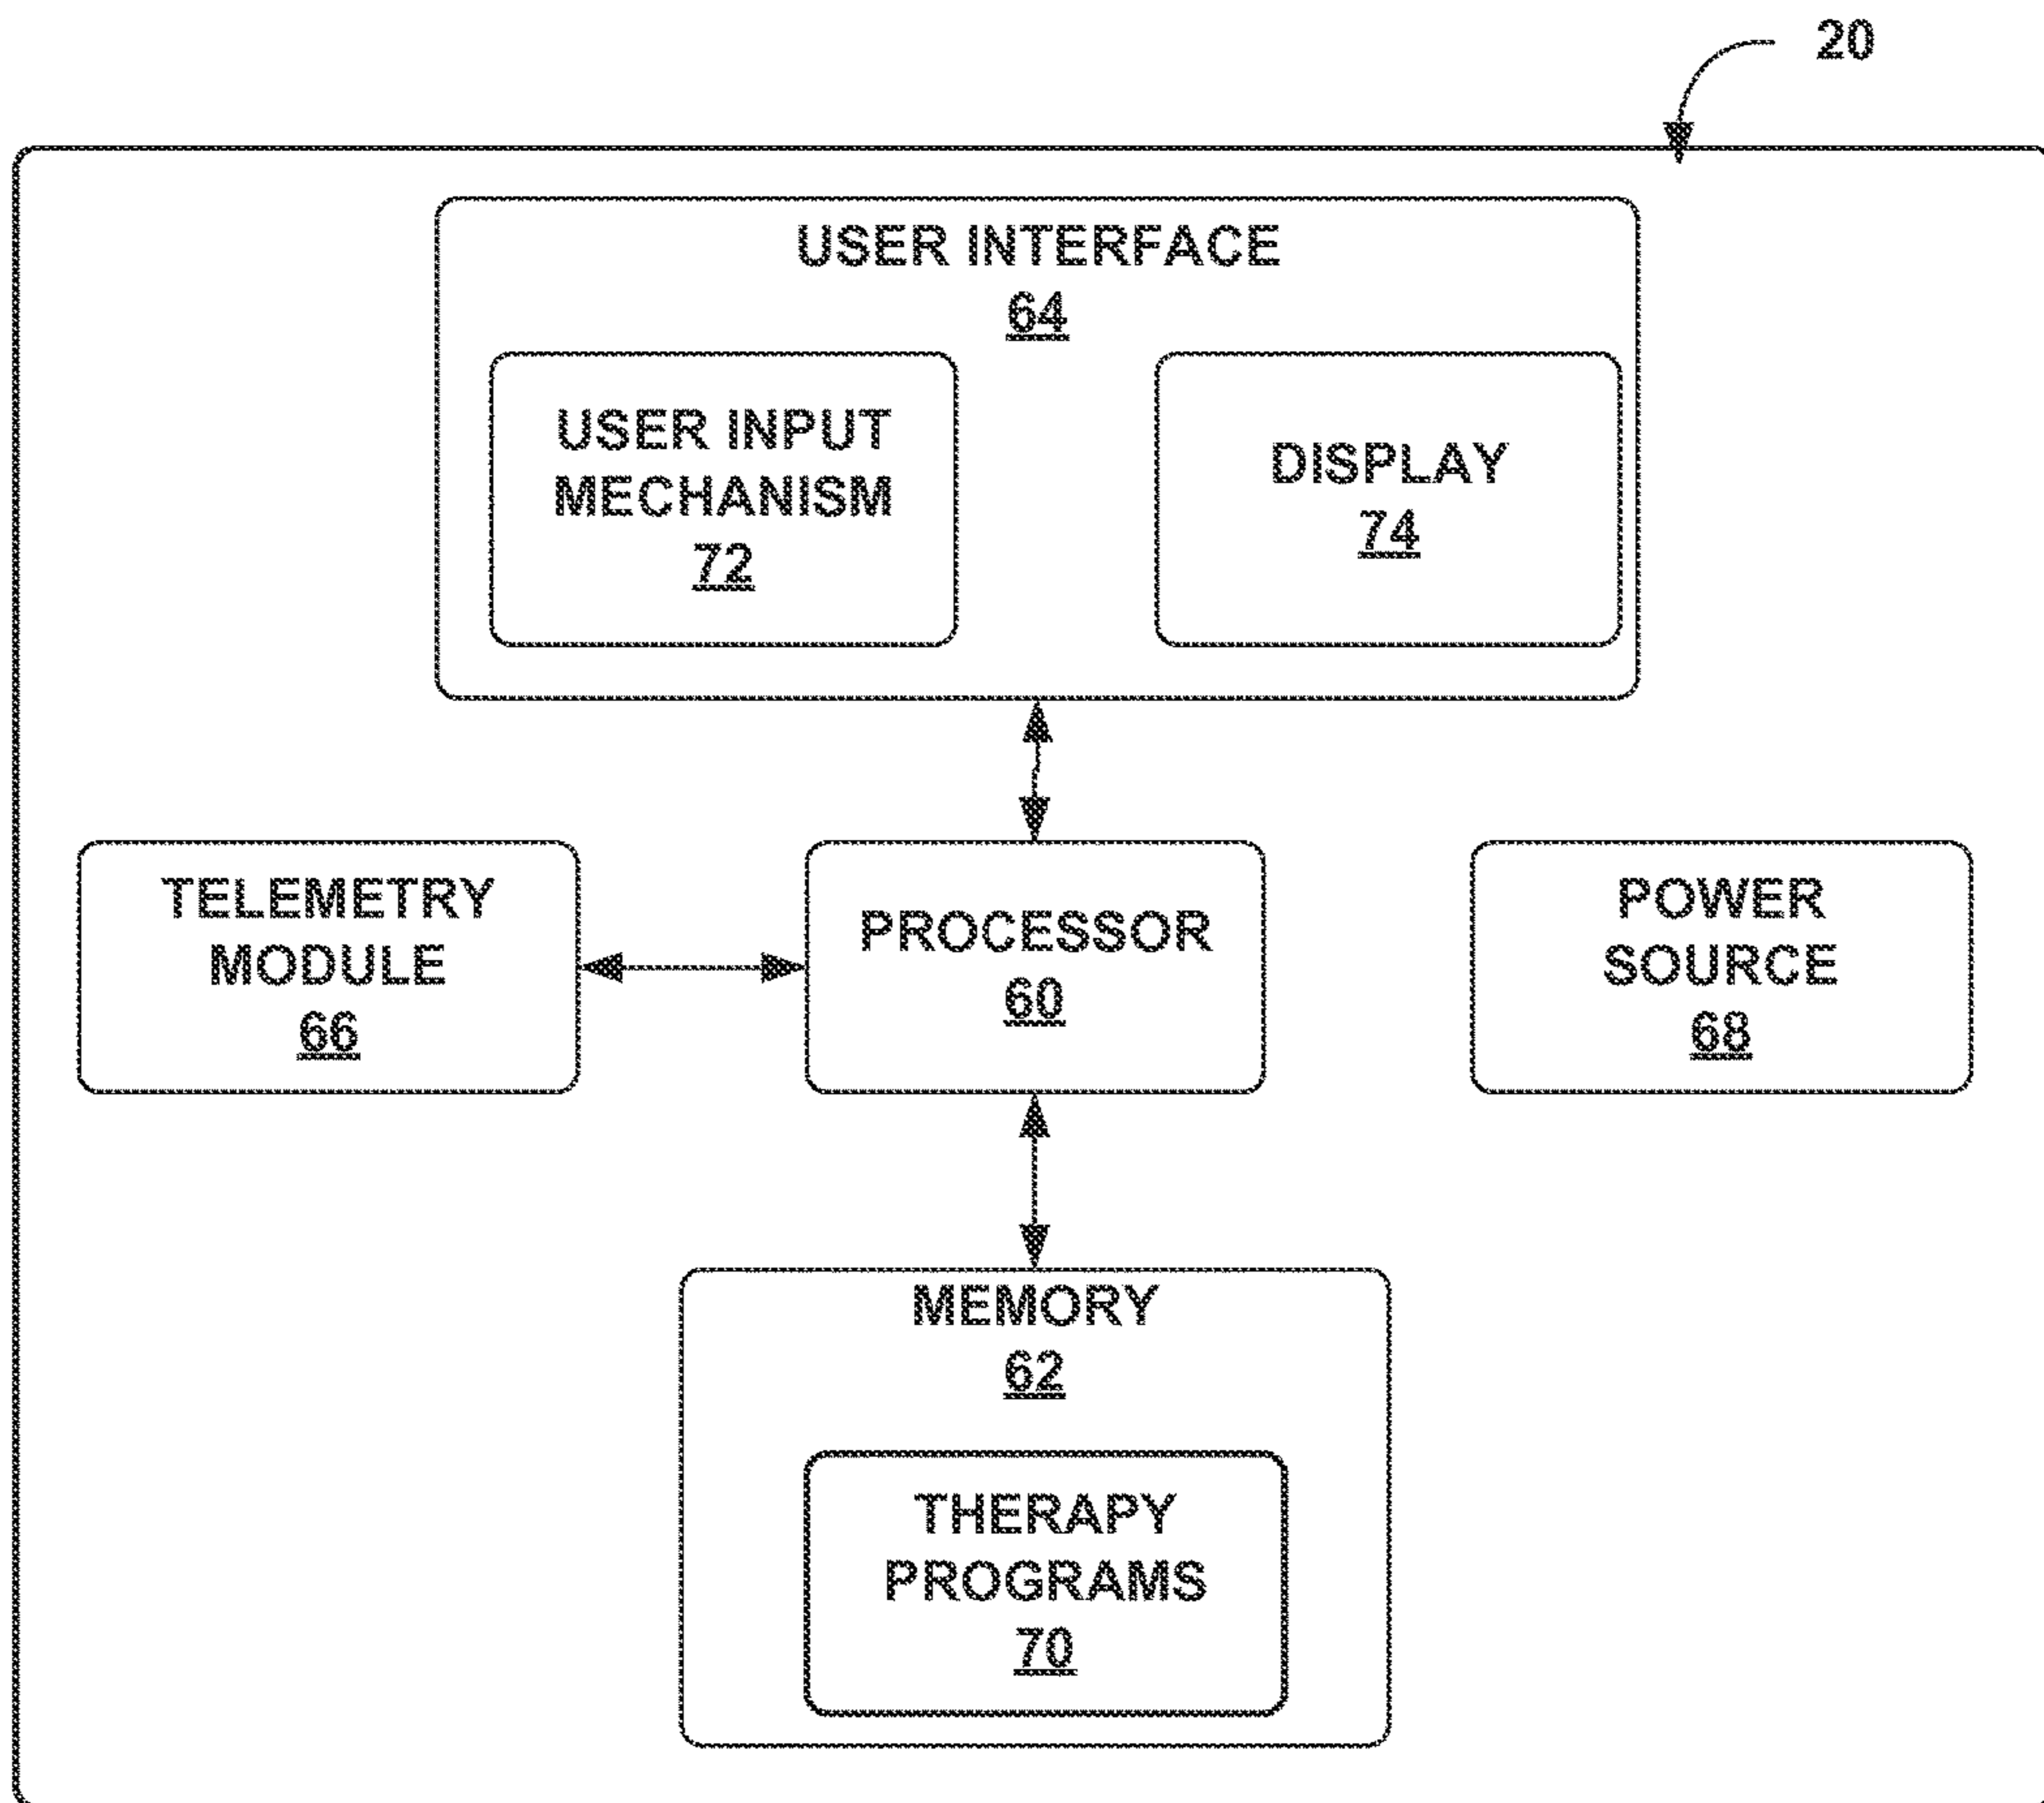 20
USER INTERFACE
64
USER INPUT
MECHANISM
72
DISPLAY
74
TELEMETRY
MODULE
66
PROCESSOR
60
POWER
SOURCE
68
MEMORY
62
THERAPY
PROGRAMS
70